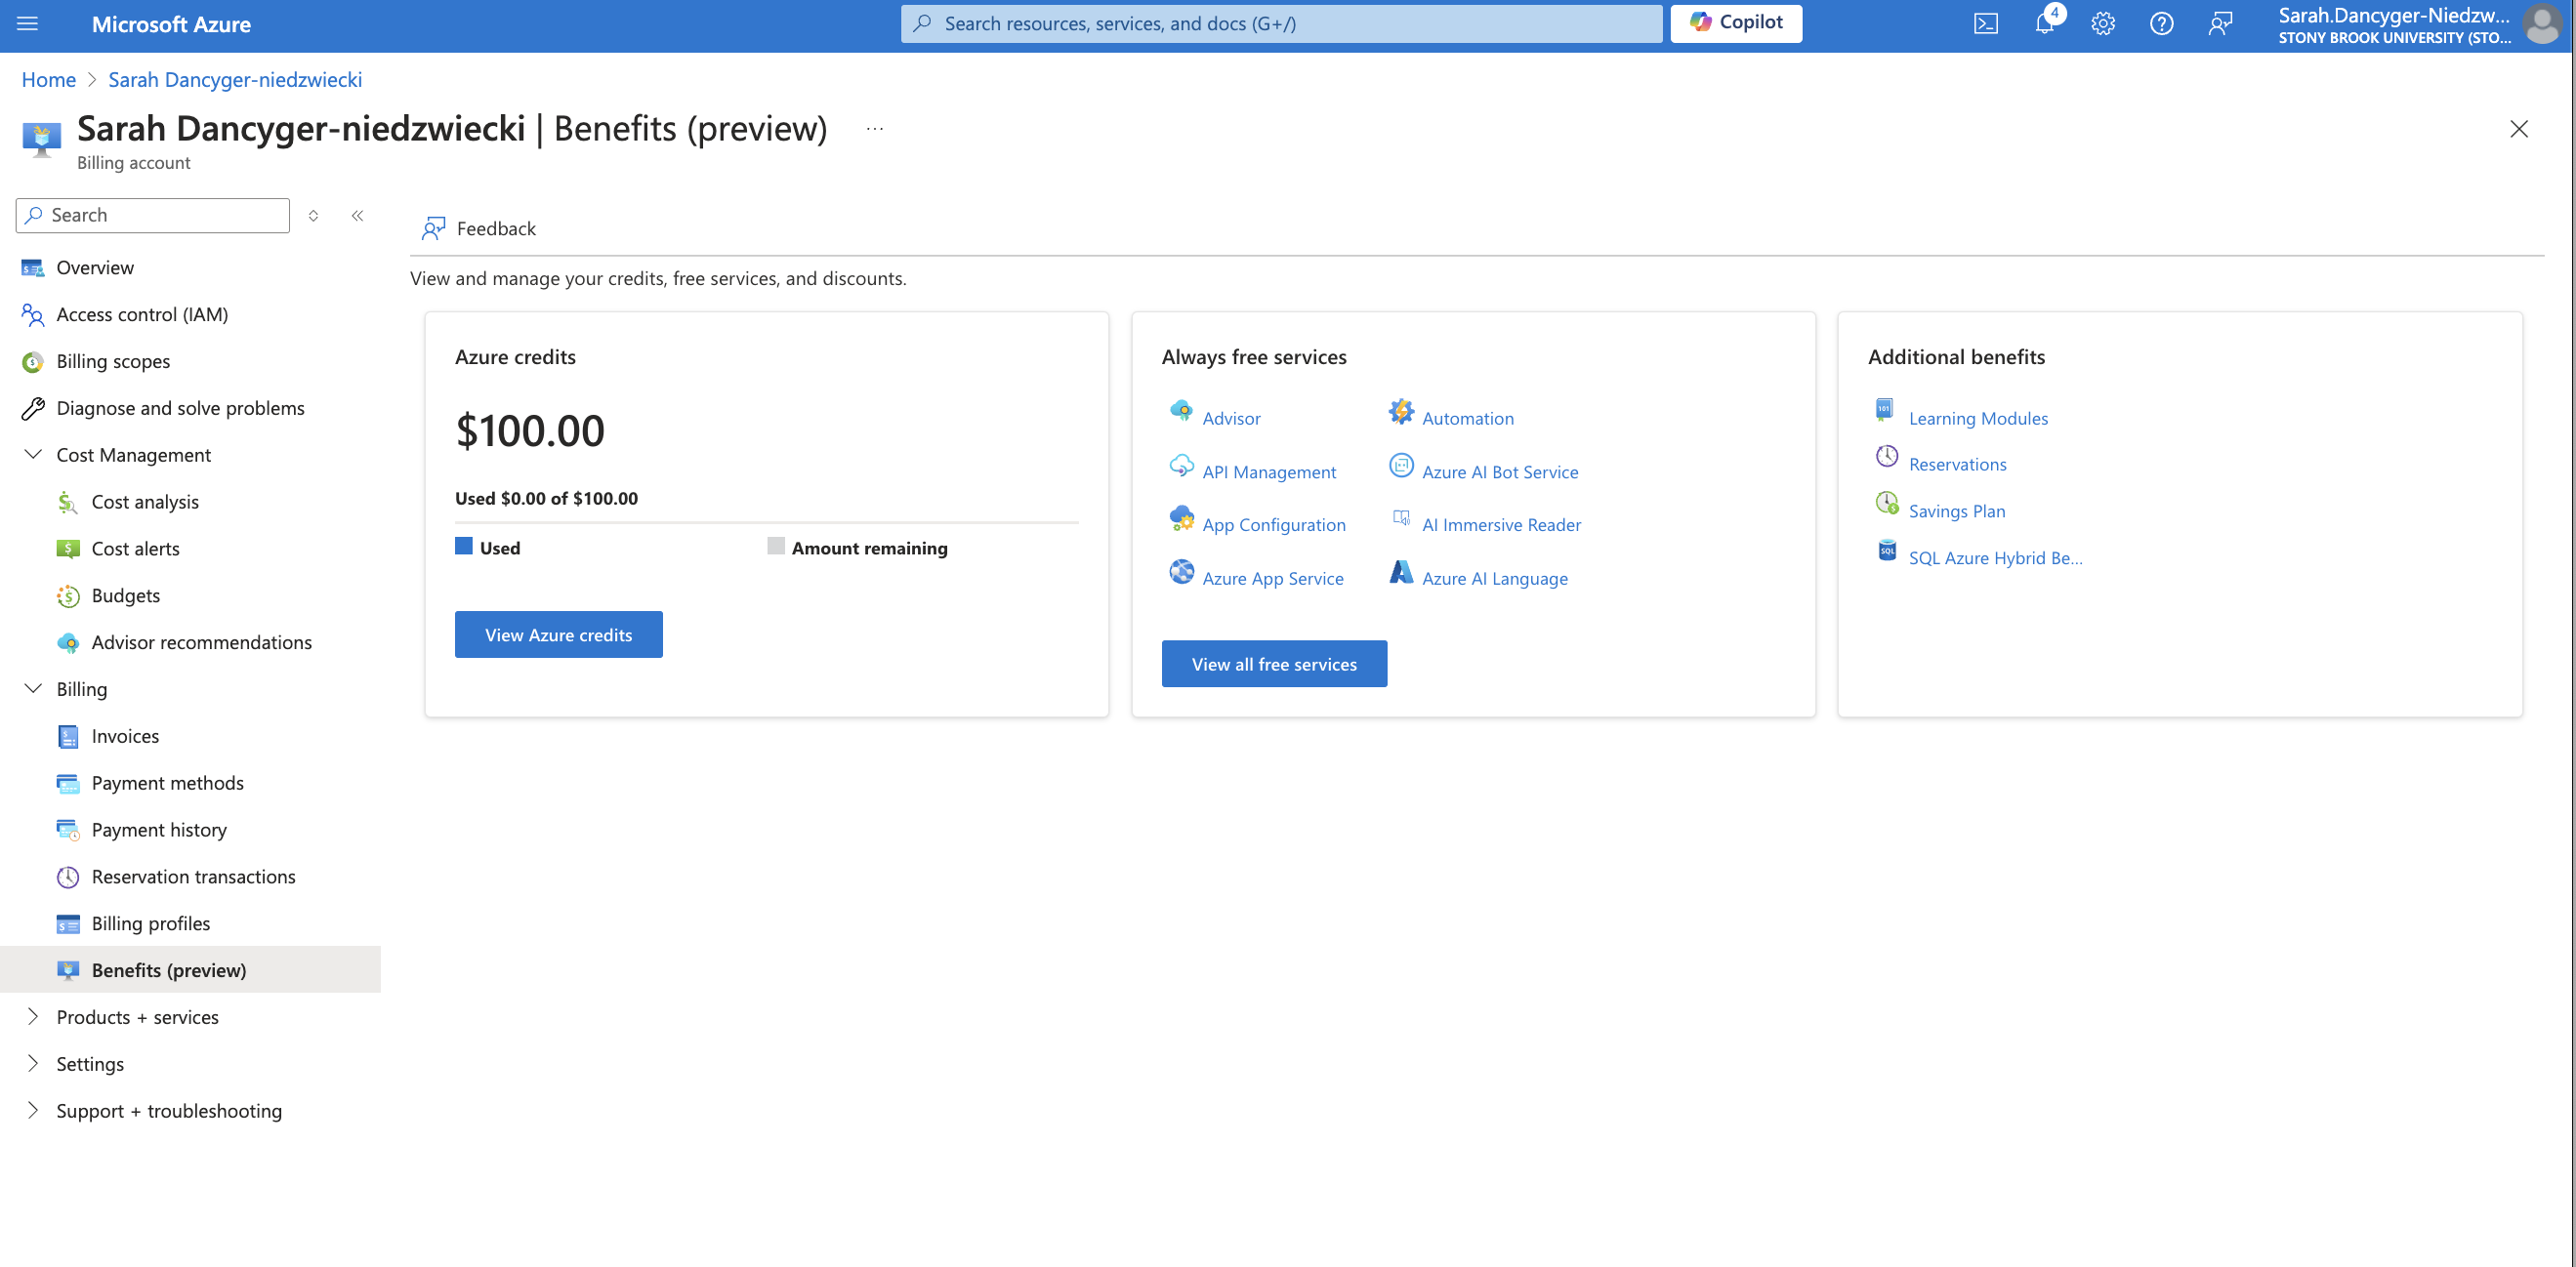 Microsoft Azure
Search resources, services, and docs (G+/)
Copilot
4
Sarah.Dancyger-Niedzw...
STONY BROOK UNIVERSITY (STO...
Home > Sarah Dancyger-niedzwiecki
Sarah Dancyger-niedzwiecki | Benefits (preview) ...
Billing account
Search
Overview
Access control (IAM)
Billing scopes
Diagnose and solve problems
Cost Management
Cost analysis
Cost alerts
Budgets
Advisor recommendations
Billing
Invoices
Payment methods
Payment history
Reservation transactions
Billing profiles
Benefits (preview)
Products + services
Settings
Support + troubleshooting
Feedback
View and manage your credits, free services, and discounts.
Azure credits
$100.00
Used $0.00 of $100.00
Used
Amount remaining
View Azure credits
Always free services
Advisor
Automation
API Management
Azure AI Bot Service
App Configuration
AI Immersive Reader
Azure App Service
Azure AI Language
View all free services
Additional benefits
Learning Modules
Reservations
Savings Plan
SQL Azure Hybrid Be...